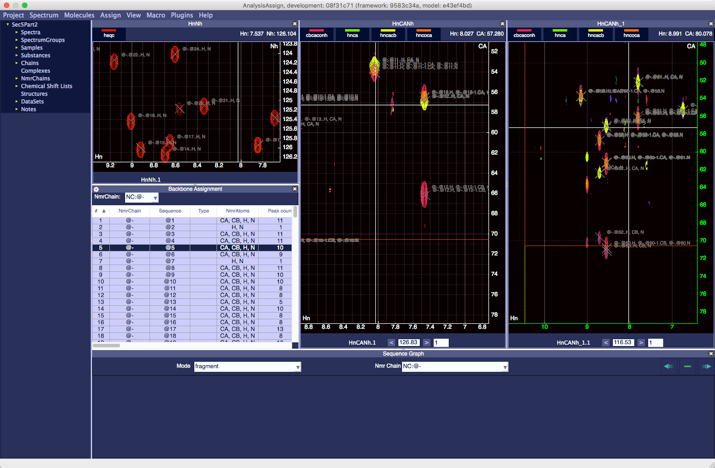 AnalysisAssign, development: 08f31c71 (framework: 9583c34a, model: e43ef4bd)
Project Spectrum Molecules Assign View Macro Plugins Help
Sec5Part2
Spectra
SpectrumGroups
Samples
Substances
Chains
Complexes
NmrChains
Chemical Shift Lists
Structures
DataSets
Notes
HnNh
hsqc
Hn: 7.537 Nh: 126.104
Nh
123.8
124
124.2
124.4
124.6
124.8
125
125.2
125.4
125.6
125.8
126
126.2
Hn
9.2 9 8.8 8.6 8.4 8.2 8 7.8
HnNh.1
Backbone Assignment
NmrChain: NC:@-
# NmrChain Sequence Type NmrAtoms Peak count
1 @- @1 CA, CB, H, N 11
2 @- @2 H, N 1
3 @- @3 CA, CB, H, N 11
4 @- @4 CA, CB, H, N 11
5 @- @5 CA, CB, H, N 10
6 @- @6 CA, CB, H, N 9
7 @- @7 H, N 1
8 @- @8 CA, CB, H, N 11
9 @- @9 CA, CB, H, N 10
10 @- @10 CA, CB, H, N 11
11 @- @11 CA, CB, H, N 8
12 @- @12 CA, CB, H, N 8
13 @- @13 CA, CB, H, N 5
14 @- @14 CA, CB, H, N 10
15 @- @15 CA, CB, H, N 8
16 @- @16 CA, CB, H, N 8
17 @- @17 CA, CB, H, N 13
18 @- @18 CA, CB, H, N 8
HnCANh
cbcaconh hnca hncacb hncoca
Hn: 8.027 CA: 57.280
CA
52
54
56
58
60
62
64
66
68
70
72
74
76
78
Hn
8.8 8.6 8.4 8.2 8 7.8 7.6 7.4 7.2 7 6.8
HnCANh.1 < 126.83 > 1
HnCANh_1
cbcaconh hnca hncacb hncoca
Hn: 8.991 CA: 80.078
CA
48
50
52
54
56
58
60
62
64
66
68
70
72
74
76
78
Hn
10 9 8 7
HnCANh_1.1 < 116.53 > 1
Sequence Graph
Mode fragment Nmr Chain NC:@-